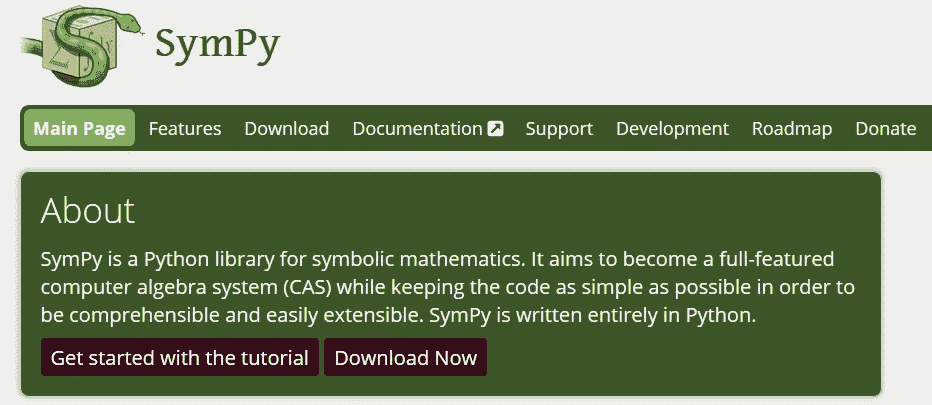 SymPy
Main Page Features Download Documentation Support Development Roadmap Donate
About
SymPy is a Python library for symbolic mathematics. It aims to become a full-featured
computer algebra system (CAS) while keeping the code as simple as possible in order to
be comprehensible and easily extensible. SymPy is written entirely in Python.
Get started with the tutorial Download Now